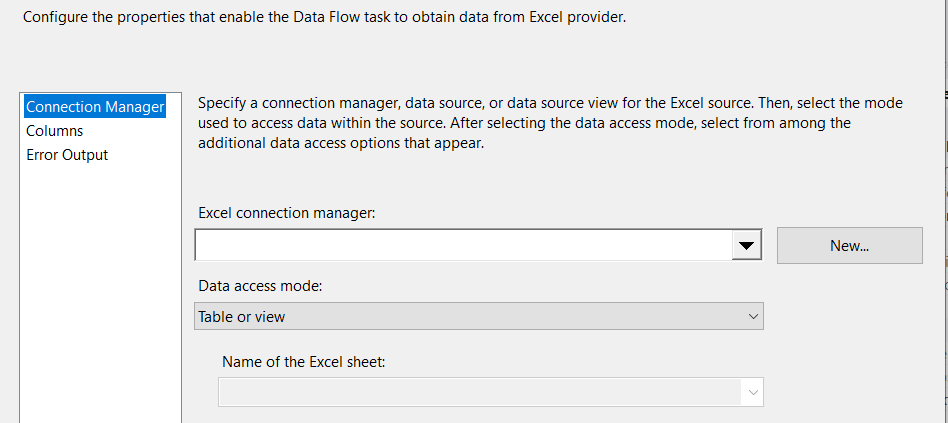 Configure the properties that enable the Data Flow task to obtain data from Excel provider.
Connection Manager
Columns
Error Output
Specify a connection manager, data source, or data source view for the Excel source. Then, select the mode
used to access data within the source. After selecting the data access mode, select from among the
additional data access options that appear.
Excel connection manager:
New...
Data access mode:
Table or view
Name of the Excel sheet: